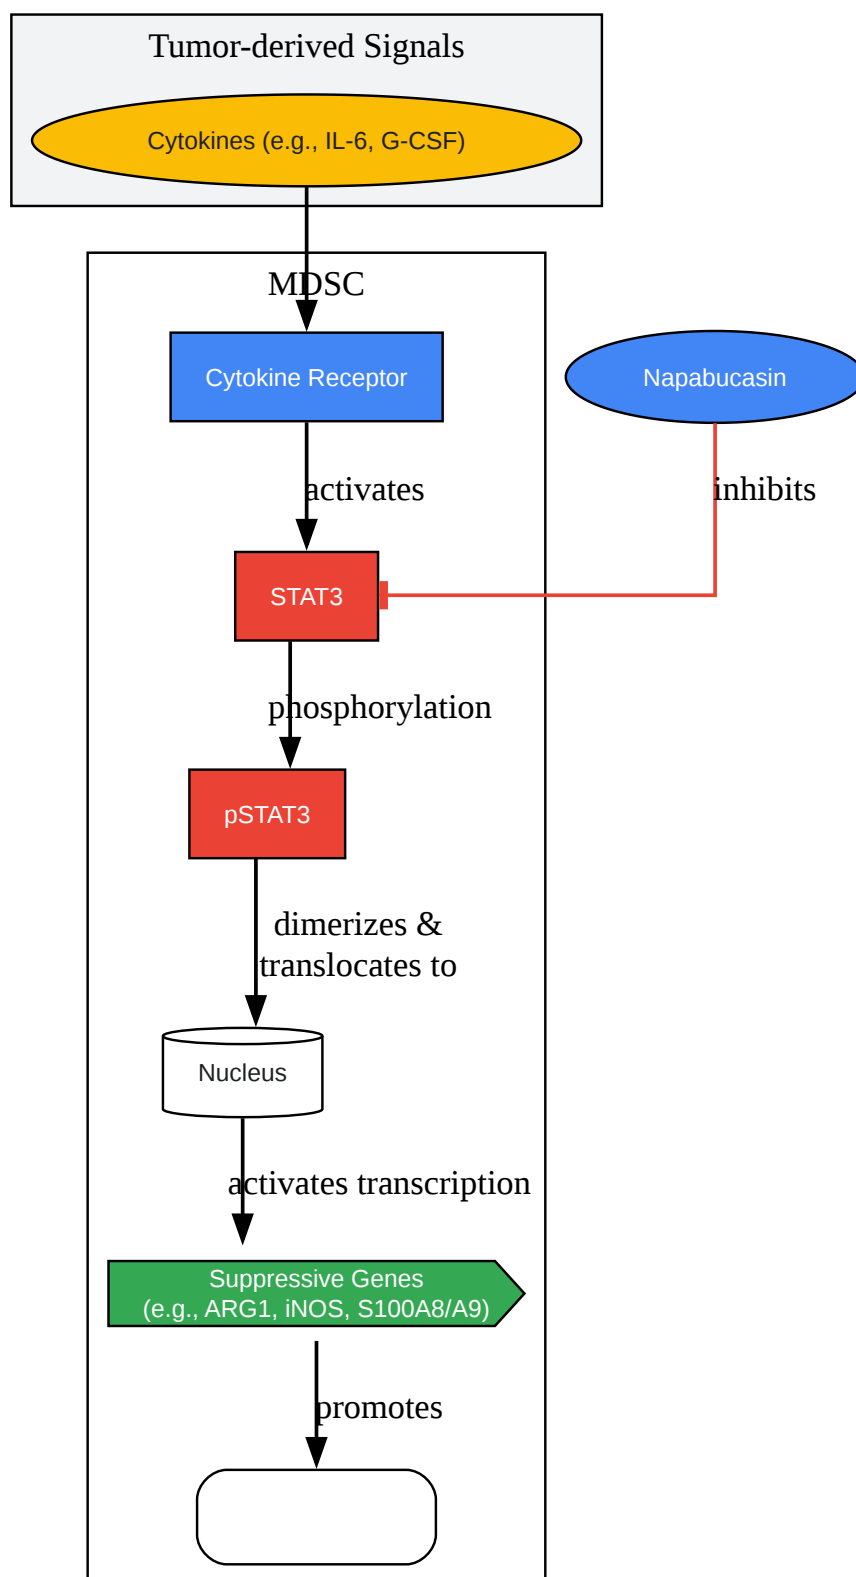 Tumor-derived Signals
Cytokines (e.g., IL-6, G-CSF)
MDSC
Cytokine Receptor
Napabucasin
activates
inhibits
STAT3
phosphorylation
pSTAT3
dimerizes &
translocates to
Nucleus
activates transcription
Suppressive Genes
(e.g., ARG1, iNOS, S100A8/A9)
promotes